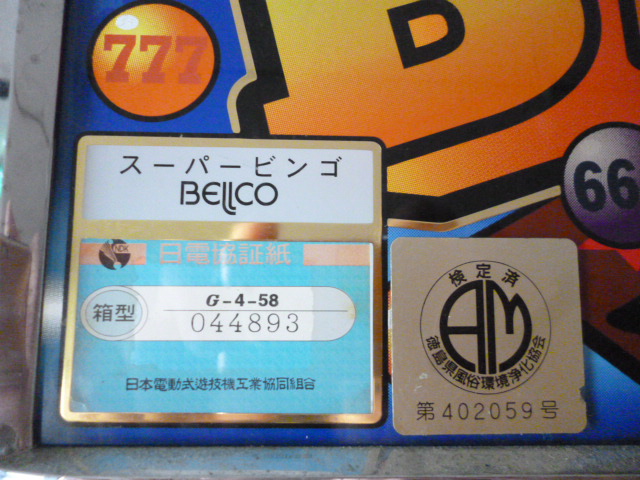 777
B
66
スーパービンゴ
BELLCO
日電協証紙
箱型
G-4-58
044893
日本電動式遊技機工業協同組合
検定済
AM
徳島県風俗環境浄化協会
第402059号